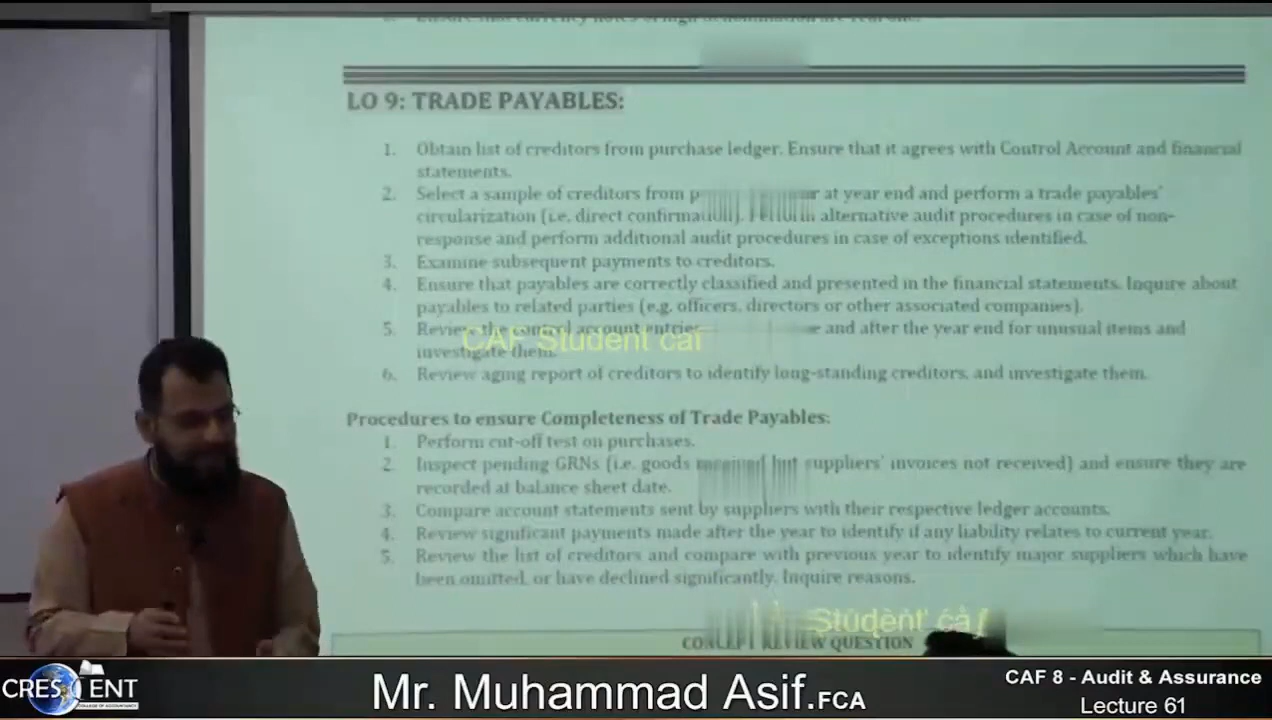 LO 9: TRADE PAYABLES:
1. Obtain list of creditors from purchase ledger. Ensure that it agrees with Control Account and financial
statements.
2. Select a sample of creditors from at year end and perform a trade payables'
circularization (i.e. direct confirmation). Perform alternative audit procedures in case of non-
response and perform additional audit procedures in case of exceptions identified.
3. Examine subsequent payments to creditors.
4. Ensure that payables are correctly classified and presented in the financial statements. Inquire about
payables to related parties (e.g. officers, directors or other associated companies).
5. Review the control account entries and after the year end for unusual items and
CAF Student caf
investigate them.
6. Review aging report of creditors to identify long-standing creditors, and investigate them.
Procedures to ensure Completeness of Trade Payables:
1. Perform cut-off test on purchases.
2. Inspect pending GRNs (i.e. goods received but suppliers' invoices not received) and ensure they are
recorded at balance sheet date.
3. Compare account statements sent by suppliers with their respective ledger accounts.
4. Review significant payments made after the year to identify if any liability relates to current year.
5. Review the list of creditors and compare with previous year to identify major suppliers which have
been omitted, or have declined significantly. Inquire reasons.
Student caf
CONCEPT REVIEW QUESTION
CRESCENT
COLLEGE OF ACCOUNTANCY
Mr. Muhammad Asif.FCA
CAF 8 - Audit & Assurance
Lecture 61